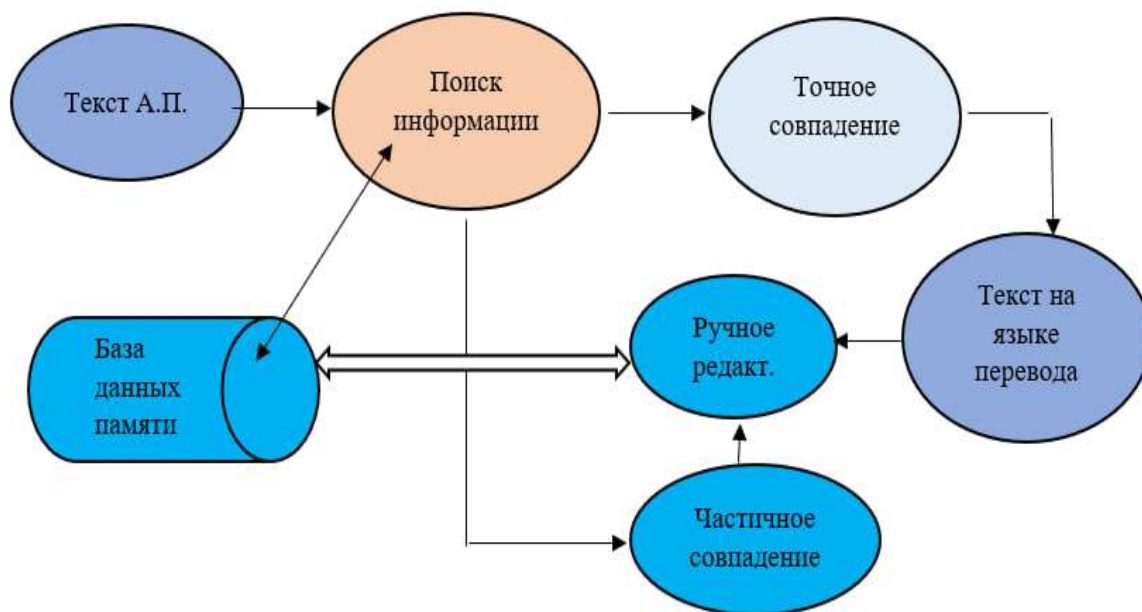 Текст А.П.
Поиск
информации
Точное
совпадение
База
данных
памяти
Ручное
редакт.
Текст на
языке
перевода
Частичное
совпадение